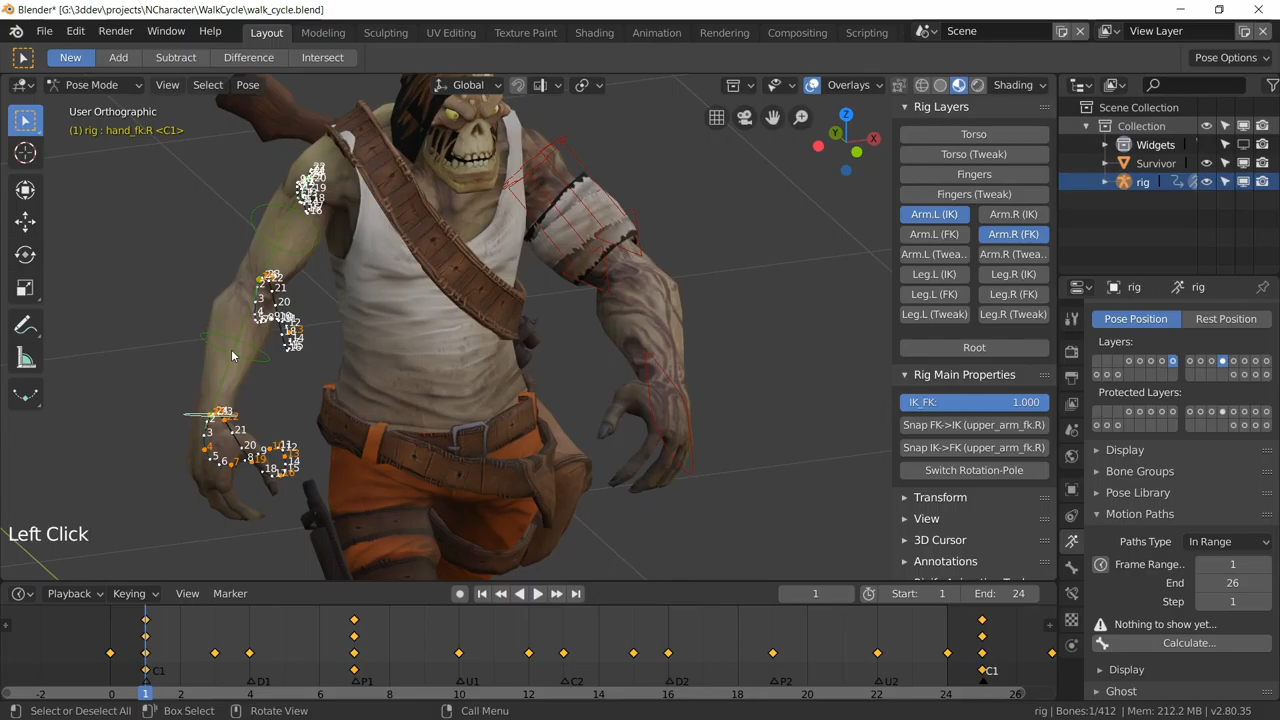 Blender* [G:\3ddev\projects\NCharacter\WalkCycle\walk_cycle.blend]
File Edit Render Window Help Layout Modeling Sculpting UV Editing Texture Paint Shading Animation Rendering Compositing Scripting Scene View Layer
New Add Subtract Difference Intersect Pose Options
Pose Mode View Select Pose Global Overlays Shading
User Orthographic
(1) rig : hand_fk.R <C1>
Rig Layers
Torso
Torso (Tweak)
Fingers
Fingers (Tweak)
Arm.L (IK) Arm.R (IK)
Arm.L (FK) Arm.R (FK)
Arm.L (Twea.. Arm.R (Twea..
Leg.L (IK) Leg.R (IK)
Leg.L (FK) Leg.R (FK)
Leg.L (Tweak) Leg.R (Tweak)
Root
Rig Main Properties
IK_FK: 1.000
Snap FK->IK (upper_arm_fk.R)
Snap IK->FK (upper_arm_fk.R)
Switch Rotation-Pole
Transform
View
3D Cursor
Annotations
Left Click
Scene Collection
Collection
Widgets
Survivor
rig
rig rig
Pose Position Rest Position
Layers:
Protected Layers:
Display
Bone Groups
Pose Library
Motion Paths
Paths Type In Range
Frame Range.. 1
End 26
Step 1
Nothing to show yet...
Calculate...
Display
Ghost
Playback Keying View Marker 1 Start: 1 End: 24
C1 D1 P1 U1 C2 D2 P2 U2 C1
-2 0 1 2 4 6 8 10 12 14 16 18 20 22 24 26
Select or Deselect All Box Select Rotate View Call Menu rig | Bones:1/412 | Mem: 212.2 MB | v2.80.35